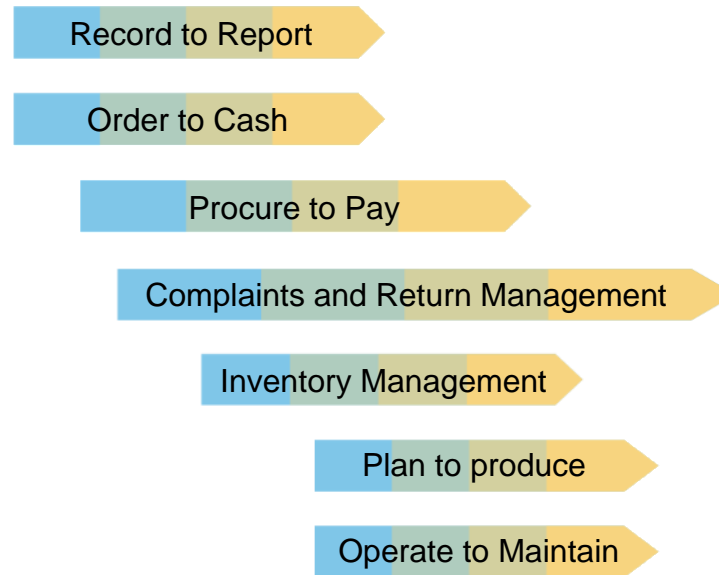 Record to Report
Order to Cash
Procure to Pay
Complaints and Return Management
Inventory Management
Plan to produce
Operate to Maintain